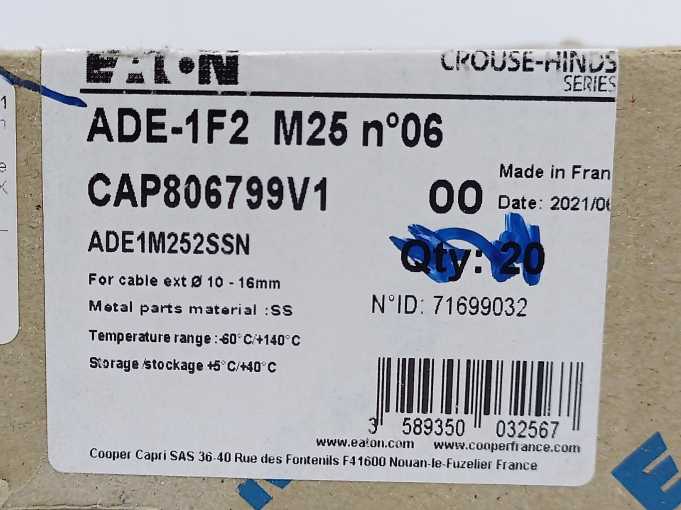 EATON
CROUSE-HINDS
SERIES
ADE-1F2 M25 n°06
Made in Fran
CAP806799V1
00
Date: 2021/06
ADE1M252SSN
Qty: 20
For cable ext Ø 10 - 16mm
Metal parts material :SS
N°ID: 71699032
Temperature range :-60°C/+140°C
Storage /stockage +5°C/+40°C
3 589350 032567
www.eaton.com www.cooperfrance.com
Cooper Capri SAS 36-40 Rue des Fontenils F41600 Nouan-le-Fuzelier France